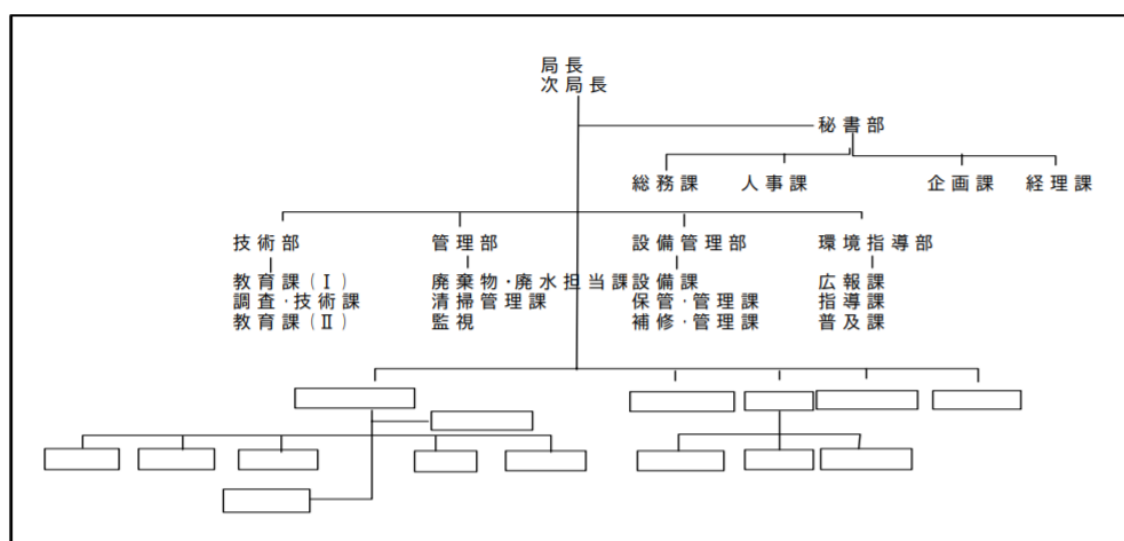 局長
次局長
秘書部
総務課 人事課 企画課 経理課
技術部 管理部 設備管理部 環境指導部
教育課(Ⅰ) 廃棄物・廃水担当課 設備課 広報課
調査・技術課 清掃管理課 保管・管理課 指導課
教育課(Ⅱ) 監視 補修・管理課 普及課